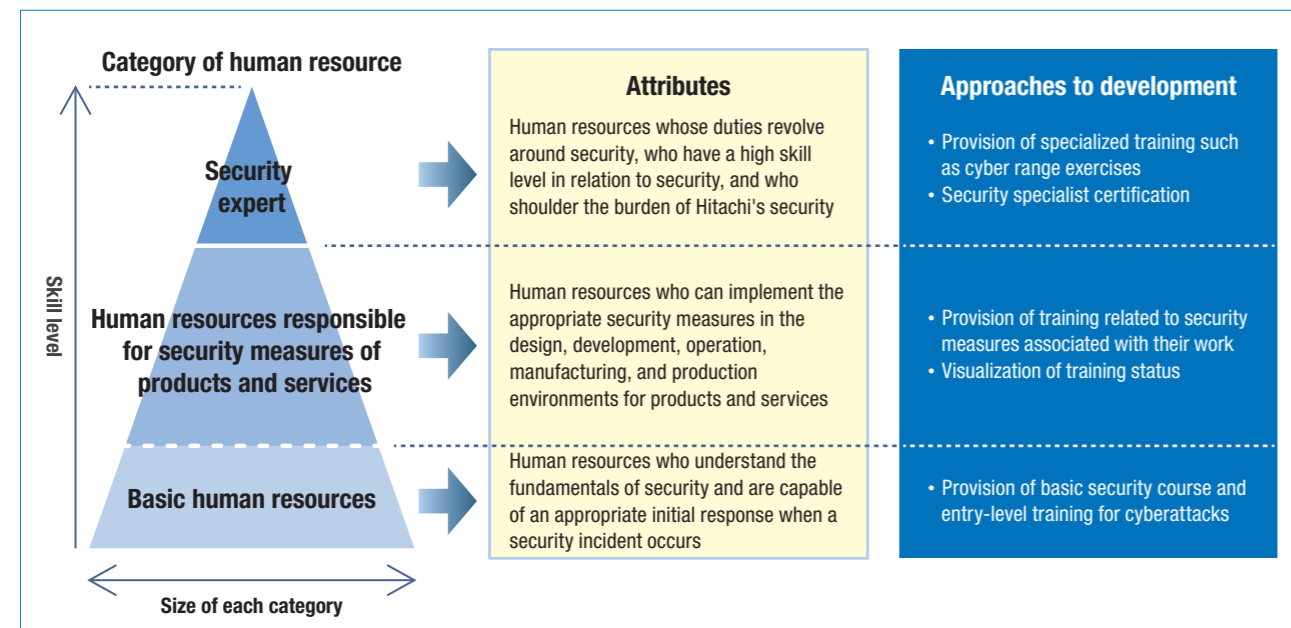 Category of human resource
Skill level
Security
expert
Human resources responsible
for security measures of
products and services
Basic human resources
Size of each category
Attributes
Human resources whose duties revolve
around security, who have a high skill
level in relation to security, and who
shoulder the burden of Hitachi's security
Human resources who can implement the
appropriate security measures in the
design, development, operation,
manufacturing, and production
environments for products and services
Human resources who understand the
fundamentals of security and are capable
of an appropriate initial response when a
security incident occurs
Approaches to development
• Provision of specialized training such
as cyber range exercises
• Security specialist certification
• Provision of training related to security
measures associated with their work
• Visualization of training status
• Provision of basic security course and
entry-level training for cyberattacks